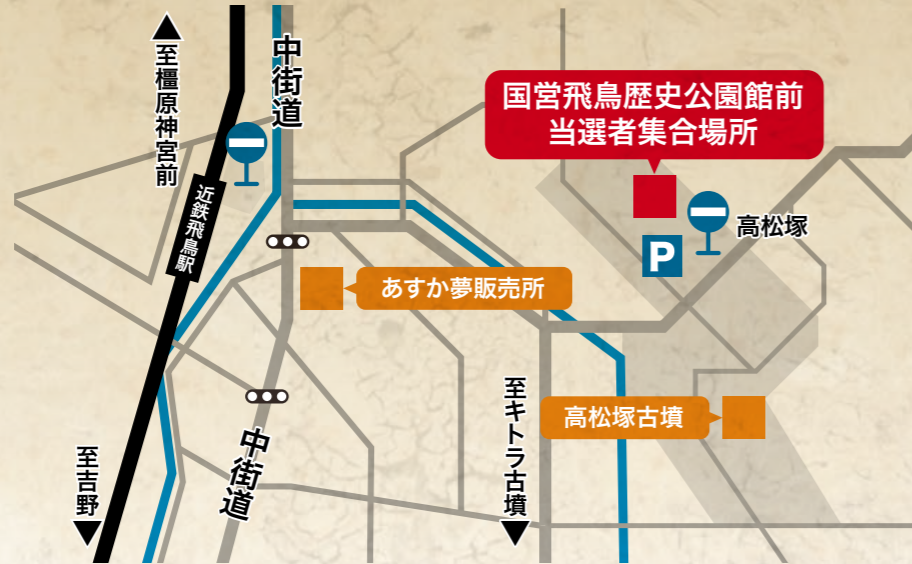 至橿原神宮前
中街道
国営飛鳥歴史公園館前
当選者集合場所
近鉄飛鳥駅
高松塚
P
あすか夢販売所
至キトラ古墳
高松塚古墳
中街道
至吉野